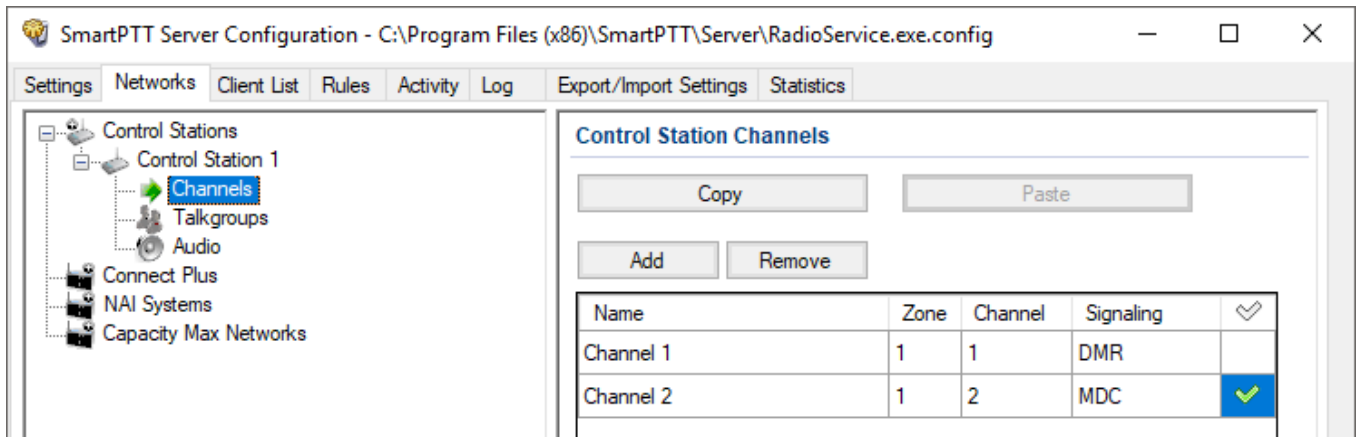 SmartPTT Server Configuration - C:\Program Files (x86)\SmartPTT\Server\RadioService.exe.config
Settings Networks Client List Rules Activity Log Export/Import Settings Statistics
Control Stations
Control Station 1
Channels
Talkgroups
Audio
Connect Plus
NAI Systems
Capacity Max Networks
Control Station Channels
Copy Paste
Add Remove
Name Zone Channel Signaling
Channel 1 1 1 DMR
Channel 2 1 2 MDC